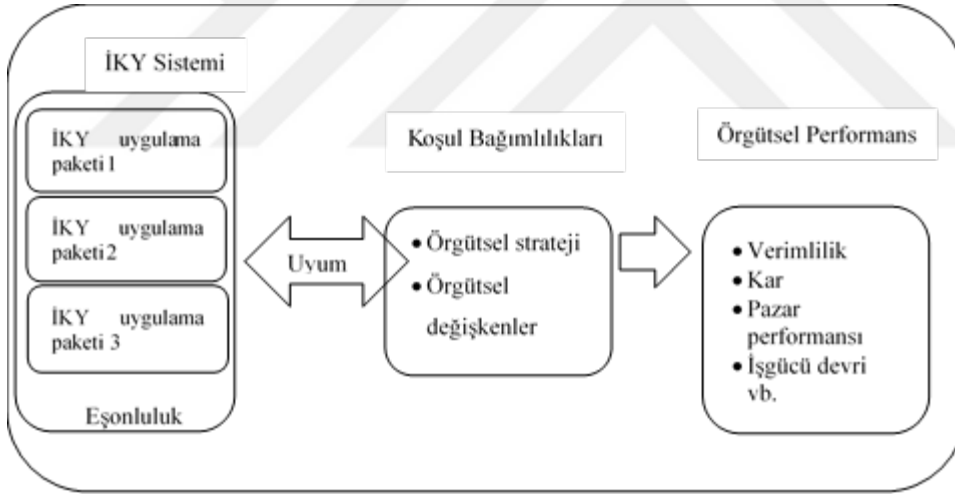 İKY Sistemi
İKY uygulama
paketi 1
İKY uygulama
paketi 2
İKY uygulama
paketi 3
Eşonluluk
Uyum
Koşul Bağımlılıkları
• Örgütsel strateji
• Örgütsel
değişkenler
Örgütsel Performans
• Verimlilik
• Kar
• Pazar
performansı
• İşgücü devri
vb.